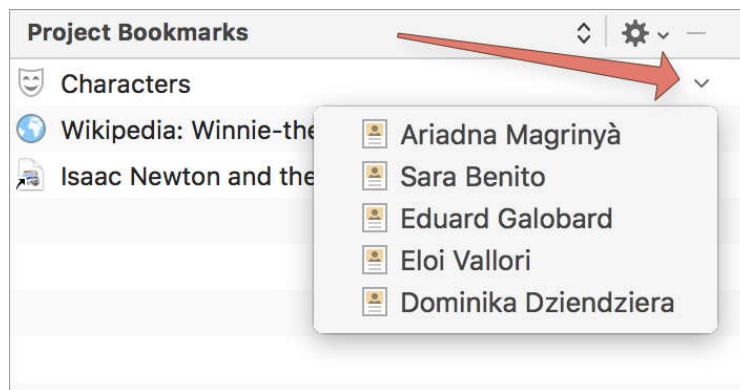 Project Bookmarks
Characters
Wikipedia: Winnie-the
Isaac Newton and the
Ariadna Magrinyà
Sara Benito
Eduard Galobard
Eloi Vallori
Dominika Dziendziera